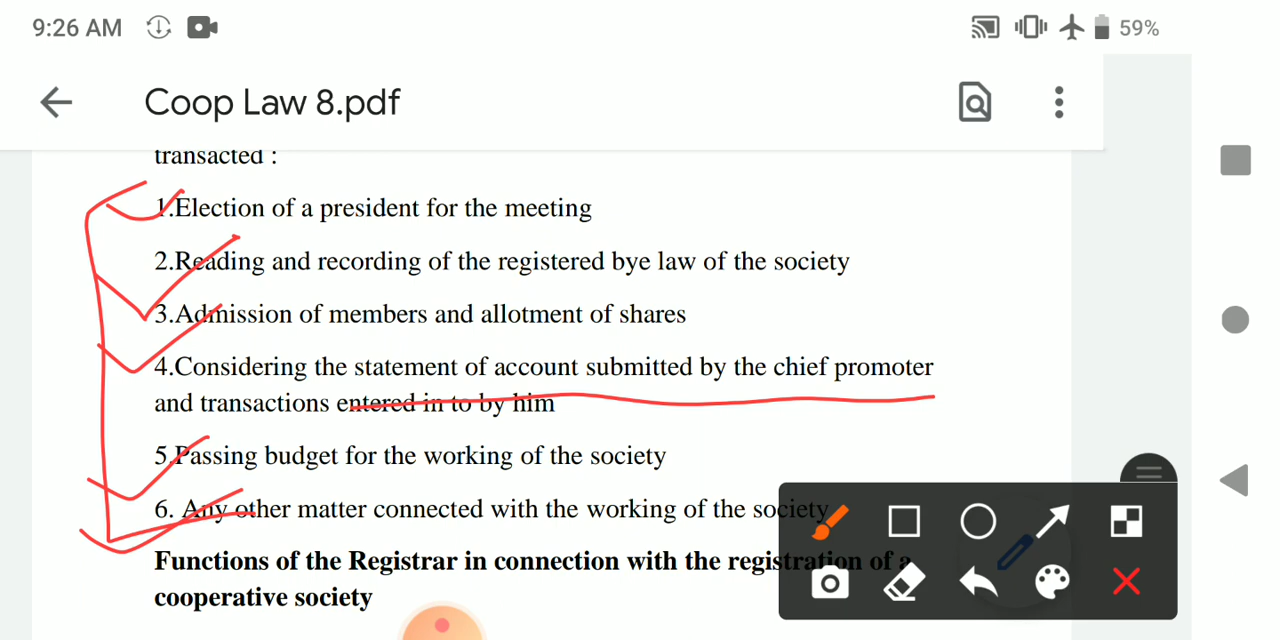 9:26 AM
59%
Coop Law 8.pdf
transacted :
1.Election of a president for the meeting
2.Reading and recording of the registered bye law of the society
3.Admission of members and allotment of shares
4.Considering the statement of account submitted by the chief promoter
and transactions entered in to by him
5.Passing budget for the working of the society
6. Any other matter connected with the working of the society
Functions of the Registrar in connection with the registration of a
cooperative society